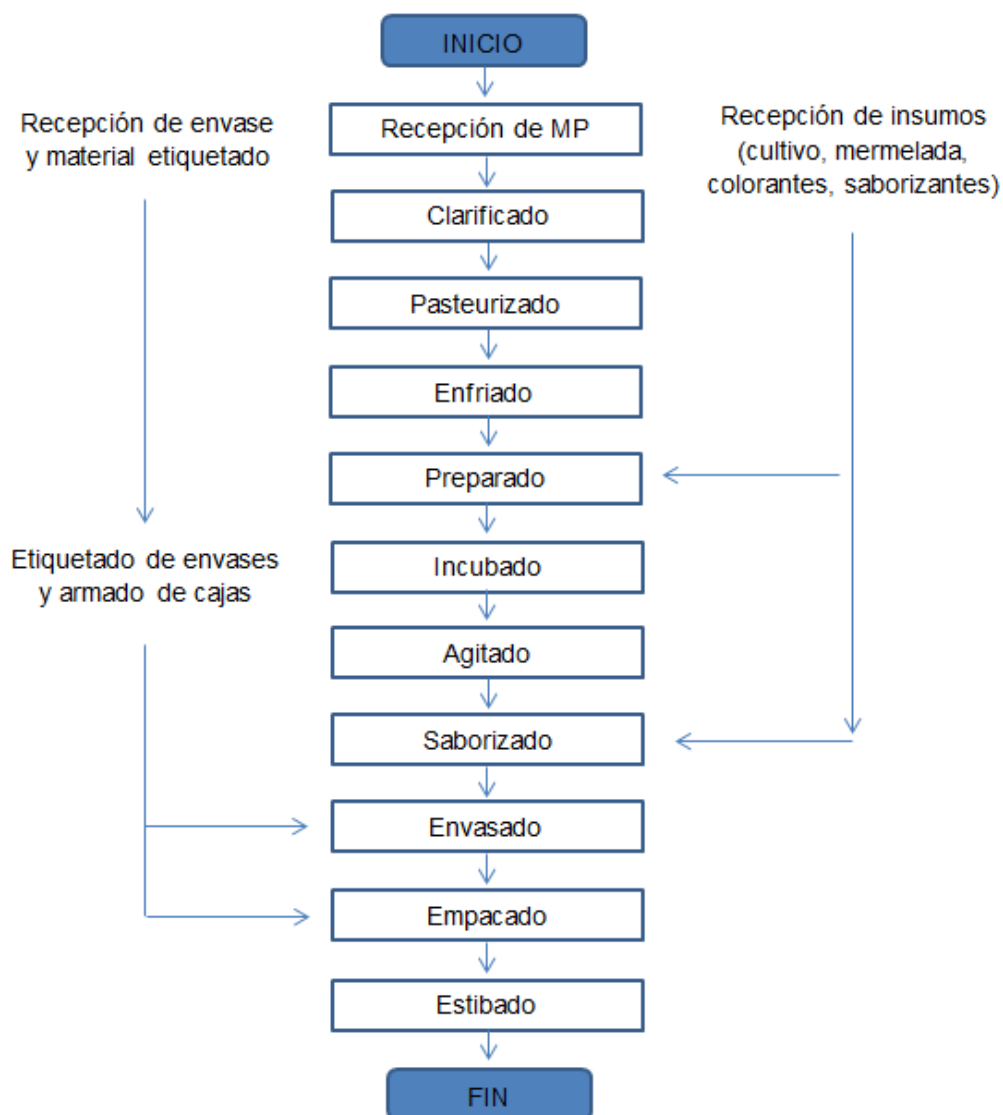 INICIO
Recepción de envase
y material etiquetado
Recepción de MP
Recepción de insumos
(cultivo, mermelada,
colorantes, saborizantes)
Clarificado
Pasteurizado
Enfriado
Preparado
Etiquetado de envases
y armado de cajas
Incubado
Agitado
Saborizado
Envasado
Empacado
Estibado
FIN